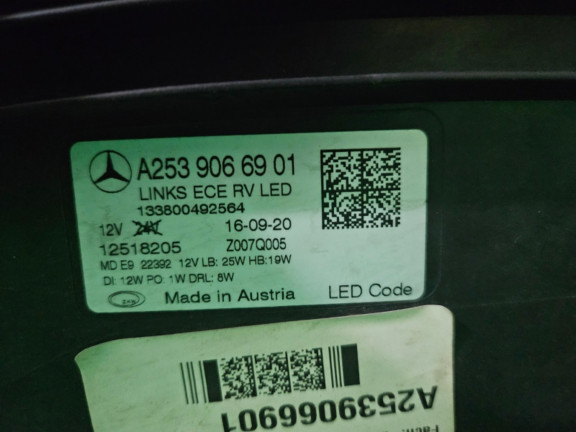 A253 906 69 01
LINKS ECE RV LED
133800492564
12V 24V 16-09-20
12518205 Z007Q005
MD E9 22392 12V LB: 25W HB:19W
DI: 12W PO: 1W DRL: 8W
Made in Austria LED Code
A2539066901